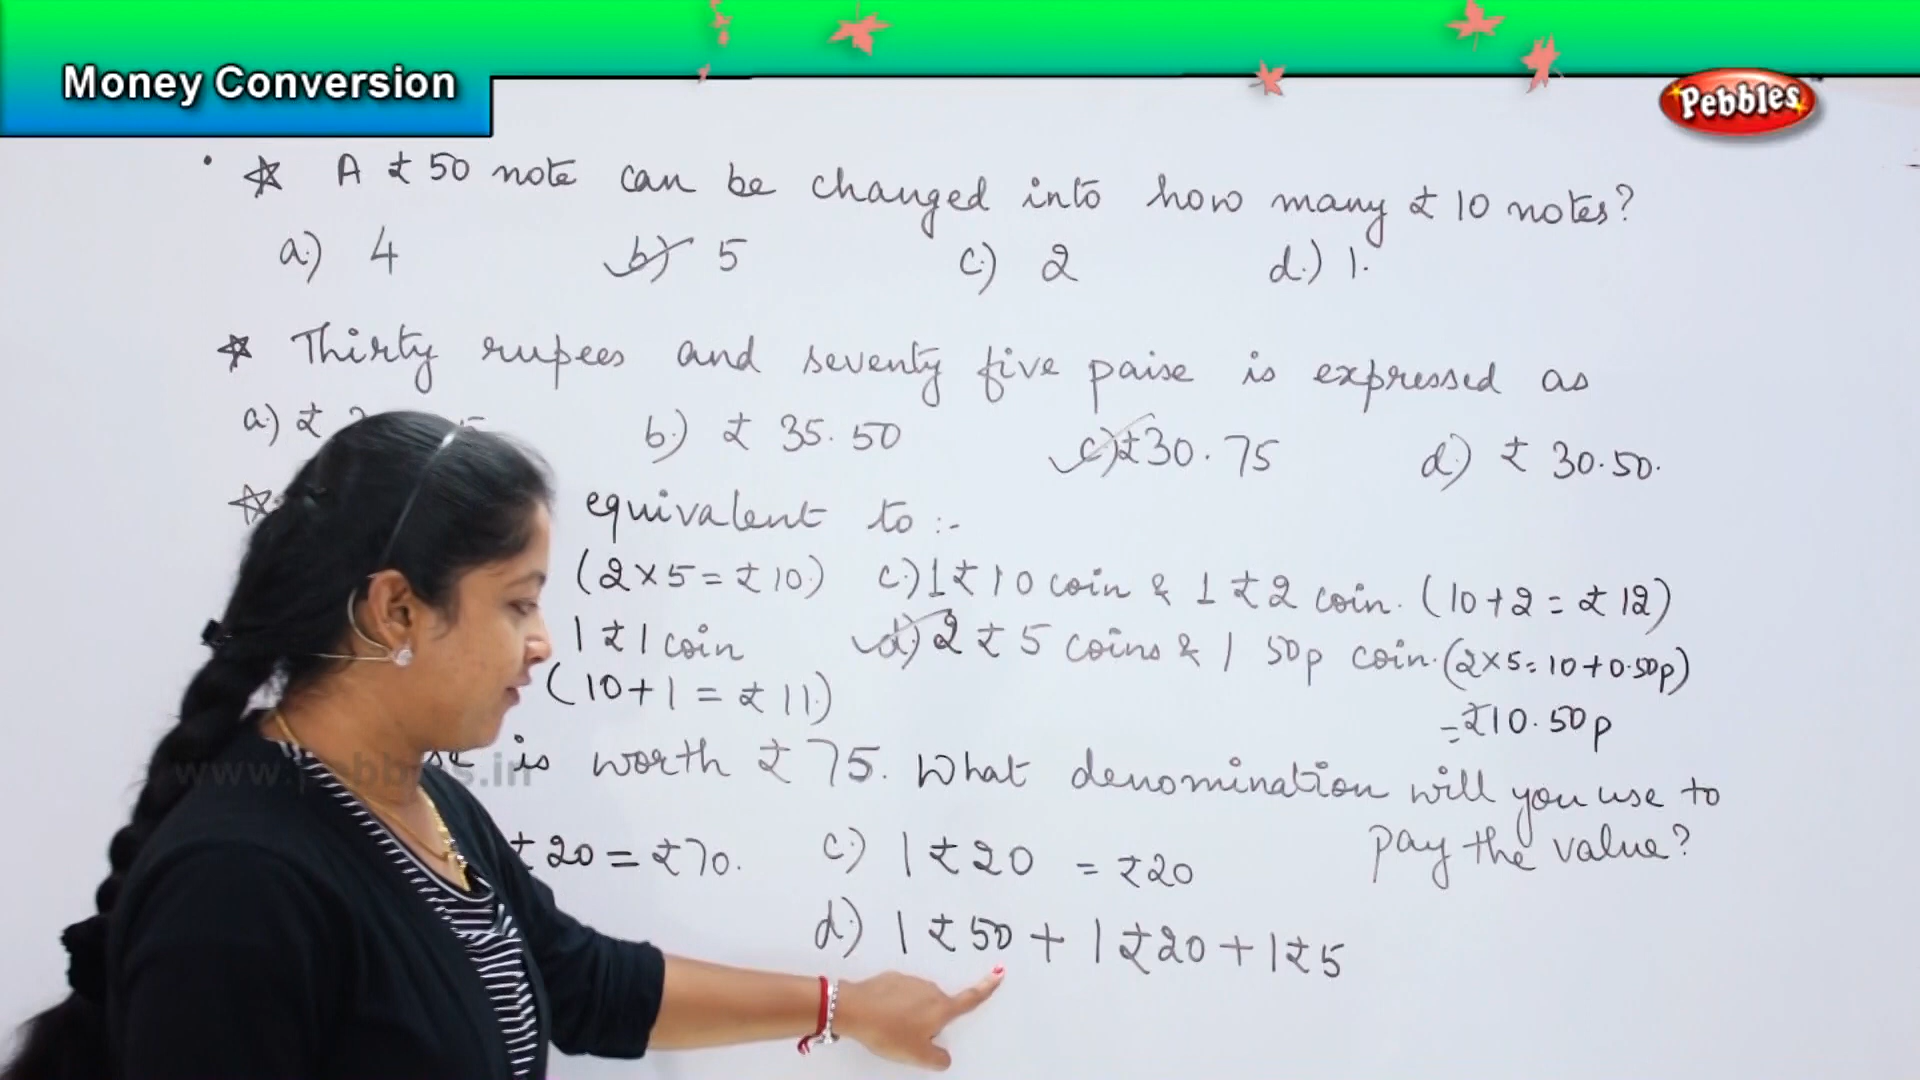 Money Conversion
Pebbles
A ₹ 50 note can be changed into how many ₹ 10 notes?
a) 4 b) 5 c) 2 d.) 1.
Thirty rupees and seventy five paise is expressed as
a.) ₹ b.) ₹ 35.50 c) ₹30.75 d.) ₹ 30.50.
equivalent to :-
(2×5=₹10.) c.) 1 ₹10 coin & 1 ₹2 coin. (10+2=₹12)
1 ₹1 coin d) 2 ₹5 coins & 1 50p coin. (2×5=10+0.50p)
(10+1=₹11.) =₹10.50p
is worth ₹75. What denomination will you use to
pay the value?
₹20=₹70. c.) 1 ₹20 = ₹20
d.) 1 ₹50 + 1 ₹20 + 1 ₹5
www.pebbles.in